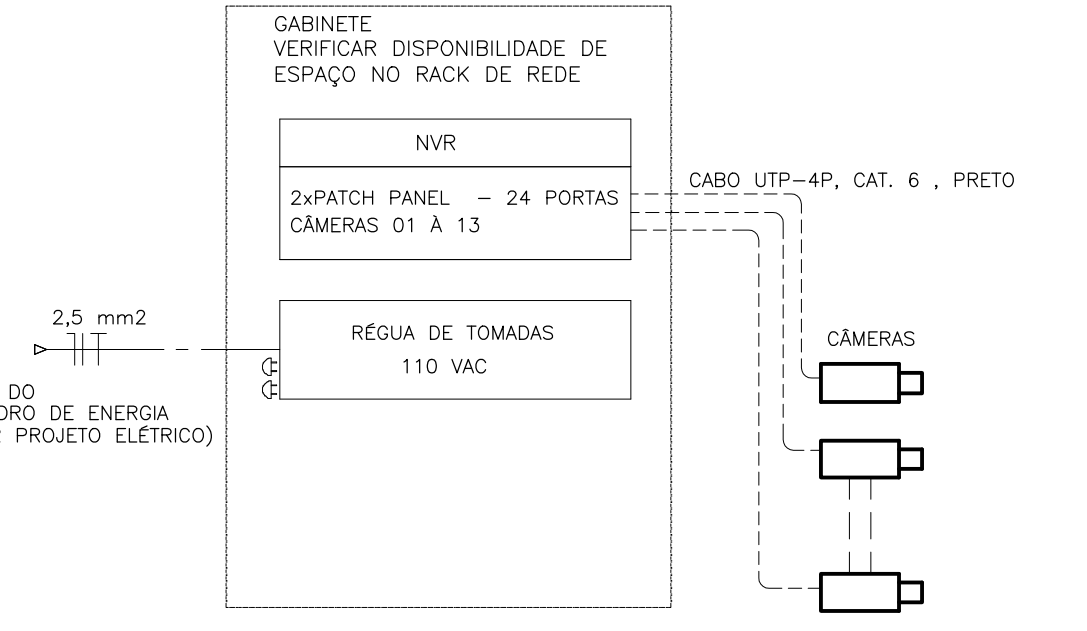 GABINETE
VERIFICAR DISPONIBILIDADE DE
ESPAÇO NO RACK DE REDE
NVR
2xPATCH PANEL – 24 PORTAS
CÂMERAS 01 À 13
CABO UTP-4P, CAT. 6 , PRETO
2,5 mm2
RÉGUA DE TOMADAS
110 VAC
CÂMERAS
DO
DE ENERGIA
PROJETO ELÉTRICO)